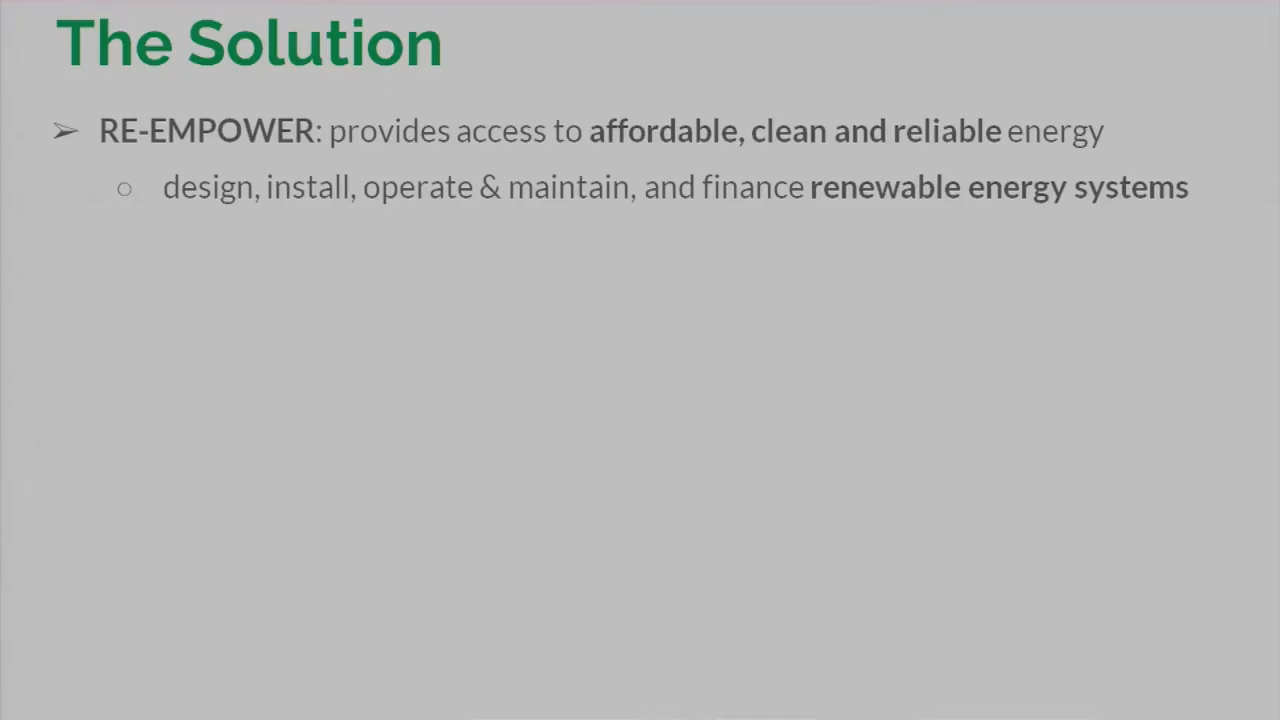 The Solution
➢ RE-EMPOWER: provides access to affordable, clean and reliable energy
○ design, install, operate & maintain, and finance renewable energy systems